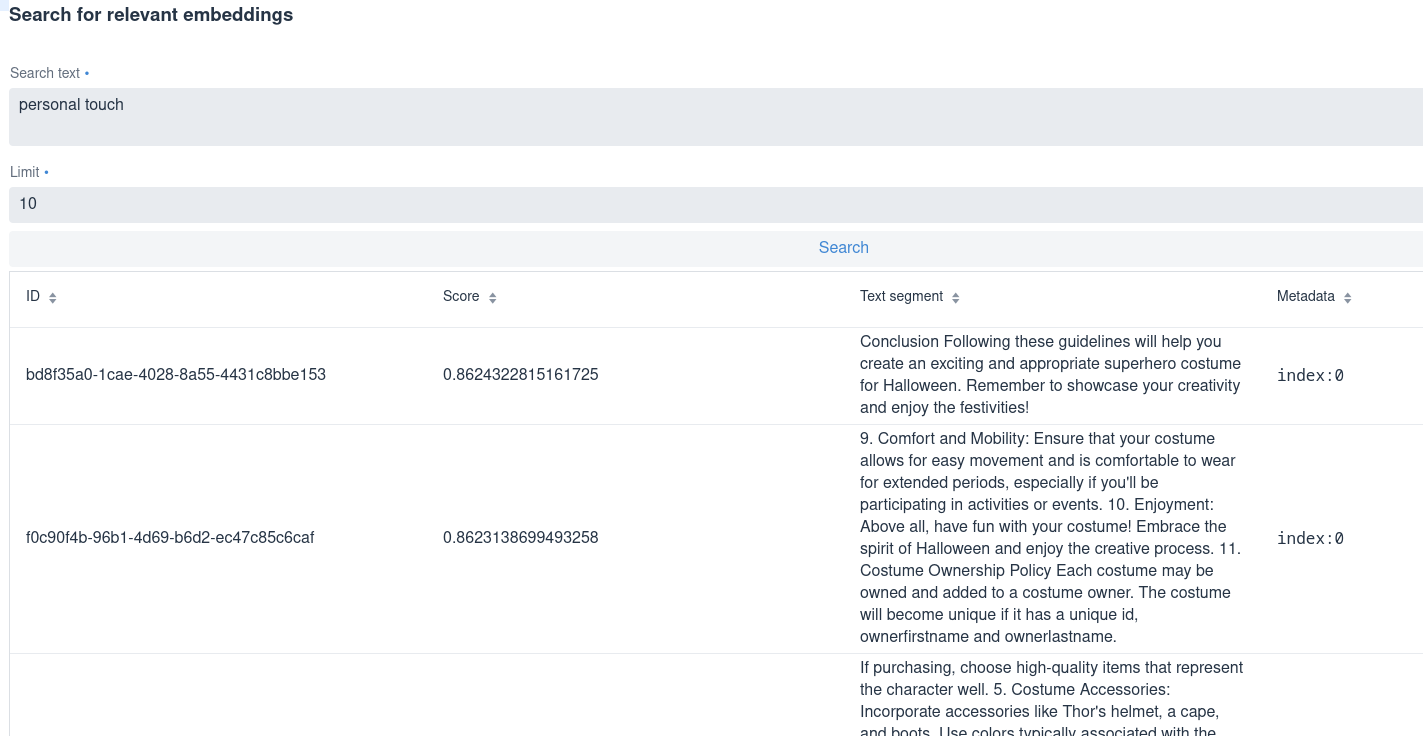 Search for relevant embeddings
Search text •
personal touch
Limit •
10
Search
ID
Score
Text segment
Metadata
bd8f35a0-1cae-4028-8a55-4431c8bbe153
0.8624322815161725
Conclusion Following these guidelines will help you
create an exciting and appropriate superhero costume
for Halloween. Remember to showcase your creativity
and enjoy the festivities!
index:0
f0c90f4b-96b1-4d69-b6d2-ec47c85c6caf
0.8623138699493258
9. Comfort and Mobility: Ensure that your costume
allows for easy movement and is comfortable to wear
for extended periods, especially if you'll be
participating in activities or events. 10. Enjoyment:
Above all, have fun with your costume! Embrace the
spirit of Halloween and enjoy the creative process. 11.
Costume Ownership Policy Each costume may be
owned and added to a costume owner. The costume
will become unique if it has a unique id,
ownerfirstname and ownerlastname.
index:0
If purchasing, choose high-quality items that represent
the character well. 5. Costume Accessories:
Incorporate accessories like Thor's helmet, a cape,
and boots. Use colors typically associated with the